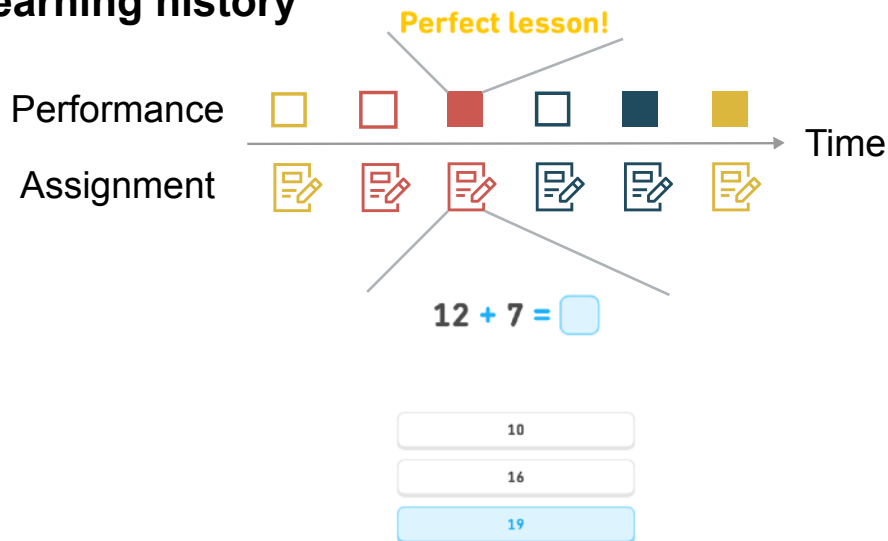 earning history
Perfect lesson!
Performance
Time
Assignment
12 + 7 =
10
16
19